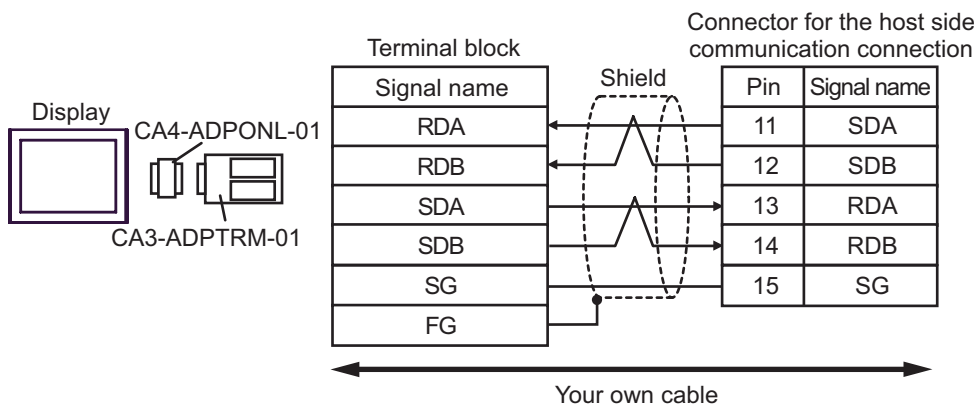 Connector for the host side
communication connection
Terminal block
Signal name
Shield
Pin Signal name
Display
CA4-ADPONL-01
CA3-ADPTRM-01
RDA 11 SDA
RDB 12 SDB
SDA 13 RDA
SDB 14 RDB
SG 15 SG
FG
Your own cable